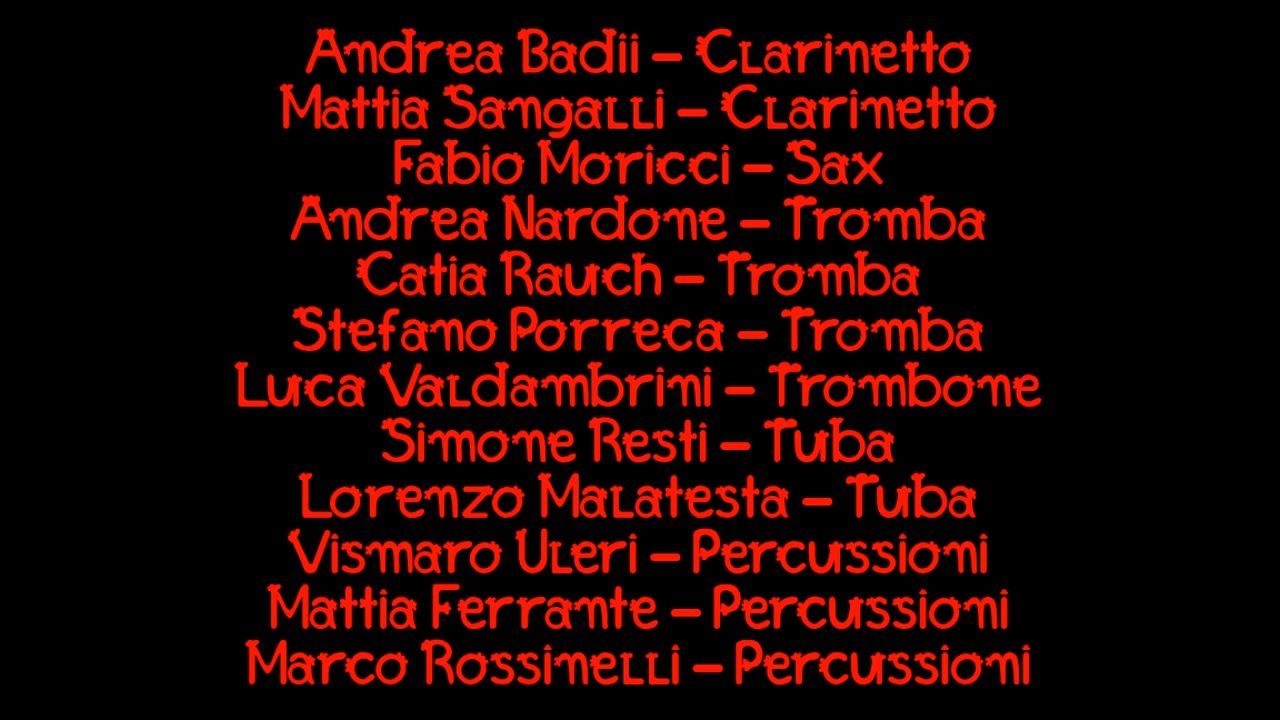 Andrea Badii – Clarinetto
Mattia Sangalli – Clarinetto
Fabio Moricci – Sax
Andrea Nardone – Tromba
Catia Rauch – Tromba
Stefano Porreca – Tromba
Luca Valdambrini – Trombone
Simone Resti – Tuba
Lorenzo Malatesta – Tuba
Vismaro Uleri – Percussioni
Mattia Ferrante – Percussioni
Marco Rossinelli – Percussioni